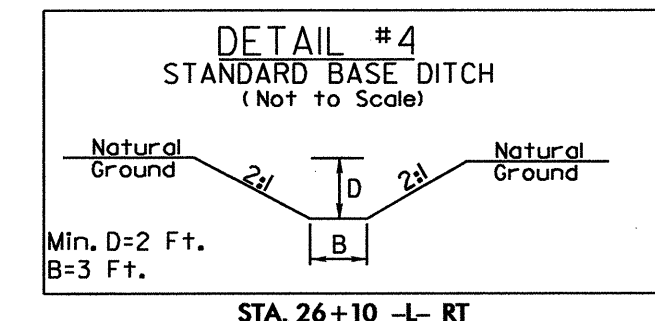 DETAIL #4
STANDARD BASE DITCH
(Not to Scale)
Natural
Ground
2:1
D
2:1
Natural
Ground
Min. D=2 Ft.
B
B=3 Ft.
STA. 26+10 -L- RT